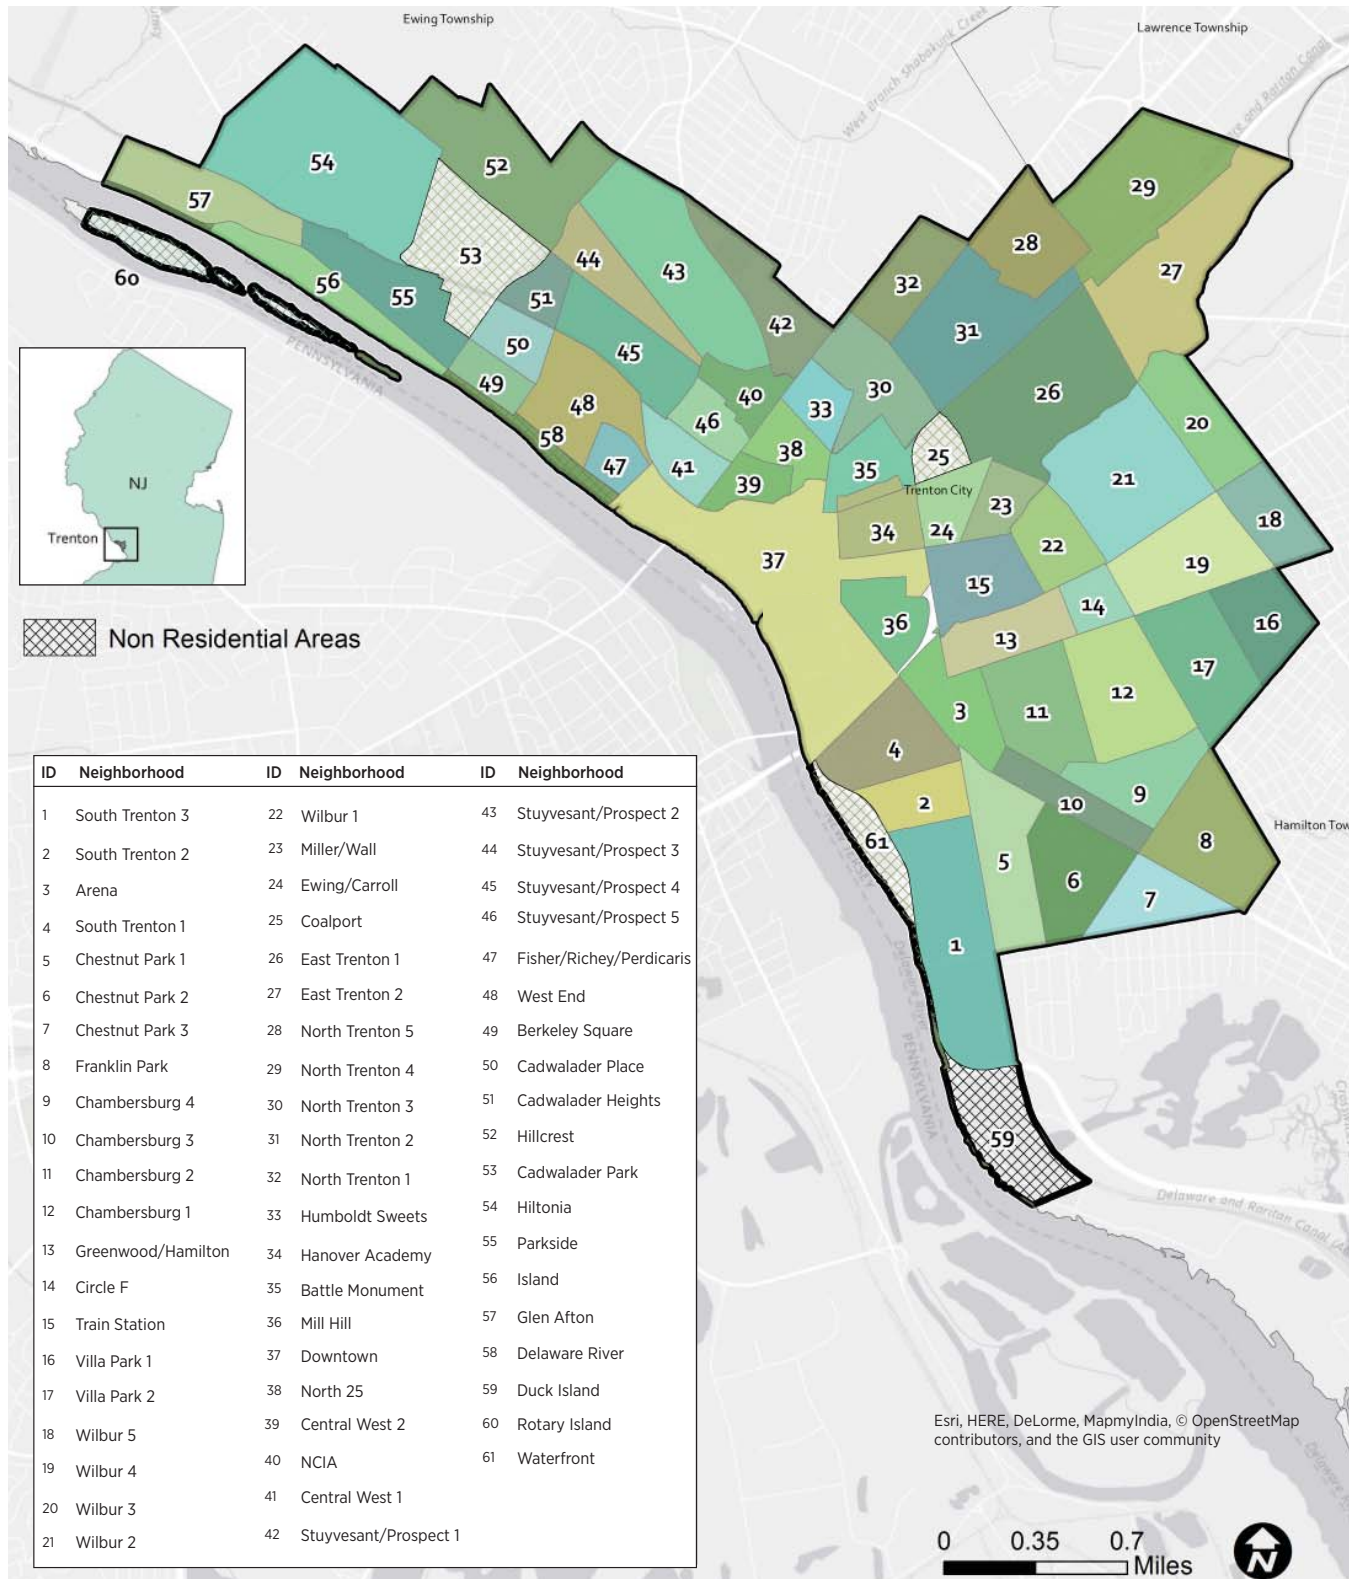 Ewing Township
Lawrence Township
West Branch Shabakunk Creek
Delaware and Raritan Canal
54
52
29
57
53
44
43
28
27
60
56
55
51
42
32
31
50
45
49
48
40
33
30
26
46
38
20
58
47
41
39
35
25
21
Trenton City
23
18
34
24
22
37
15
19
36
14
13
16
17
12
3
11
4
2
10
9
61
5
6
8
7
1
59
PENNSYLVANIA
NJ
Trenton
Non Residential Areas
Hamilton Tow
Delaware River
PENNSYLVANIA
Delaware and Raritan Canal
ID Neighborhood ID Neighborhood ID Neighborhood
1 South Trenton 3 22 Wilbur 1 43 Stuyvesant/Prospect 2
2 South Trenton 2 23 Miller/Wall 44 Stuyvesant/Prospect 3
3 Arena 24 Ewing/Carroll 45 Stuyvesant/Prospect 4
4 South Trenton 1 25 Coalport 46 Stuyvesant/Prospect 5
5 Chestnut Park 1 26 East Trenton 1 47 Fisher/Richey/Perdicaris
6 Chestnut Park 2 27 East Trenton 2 48 West End
7 Chestnut Park 3 28 North Trenton 5 49 Berkeley Square
8 Franklin Park 29 North Trenton 4 50 Cadwalader Place
9 Chambersburg 4 30 North Trenton 3 51 Cadwalader Heights
10 Chambersburg 3 31 North Trenton 2 52 Hillcrest
11 Chambersburg 2 32 North Trenton 1 53 Cadwalader Park
12 Chambersburg 1 33 Humboldt Sweets 54 Hiltonia
13 Greenwood/Hamilton 34 Hanover Academy 55 Parkside
14 Circle F 35 Battle Monument 56 Island
15 Train Station 36 Mill Hill 57 Glen Afton
16 Villa Park 1 37 Downtown 58 Delaware River
17 Villa Park 2 38 North 25 59 Duck Island
18 Wilbur 5 39 Central West 2 60 Rotary Island
19 Wilbur 4 40 NCIA 61 Waterfront
20 Wilbur 3 41 Central West 1
21 Wilbur 2 42 Stuyvesant/Prospect 1
Esri, HERE, DeLorme, MapmyIndia, © OpenStreetMap
contributors, and the GIS user community
0 0.35 0.7
Miles
N